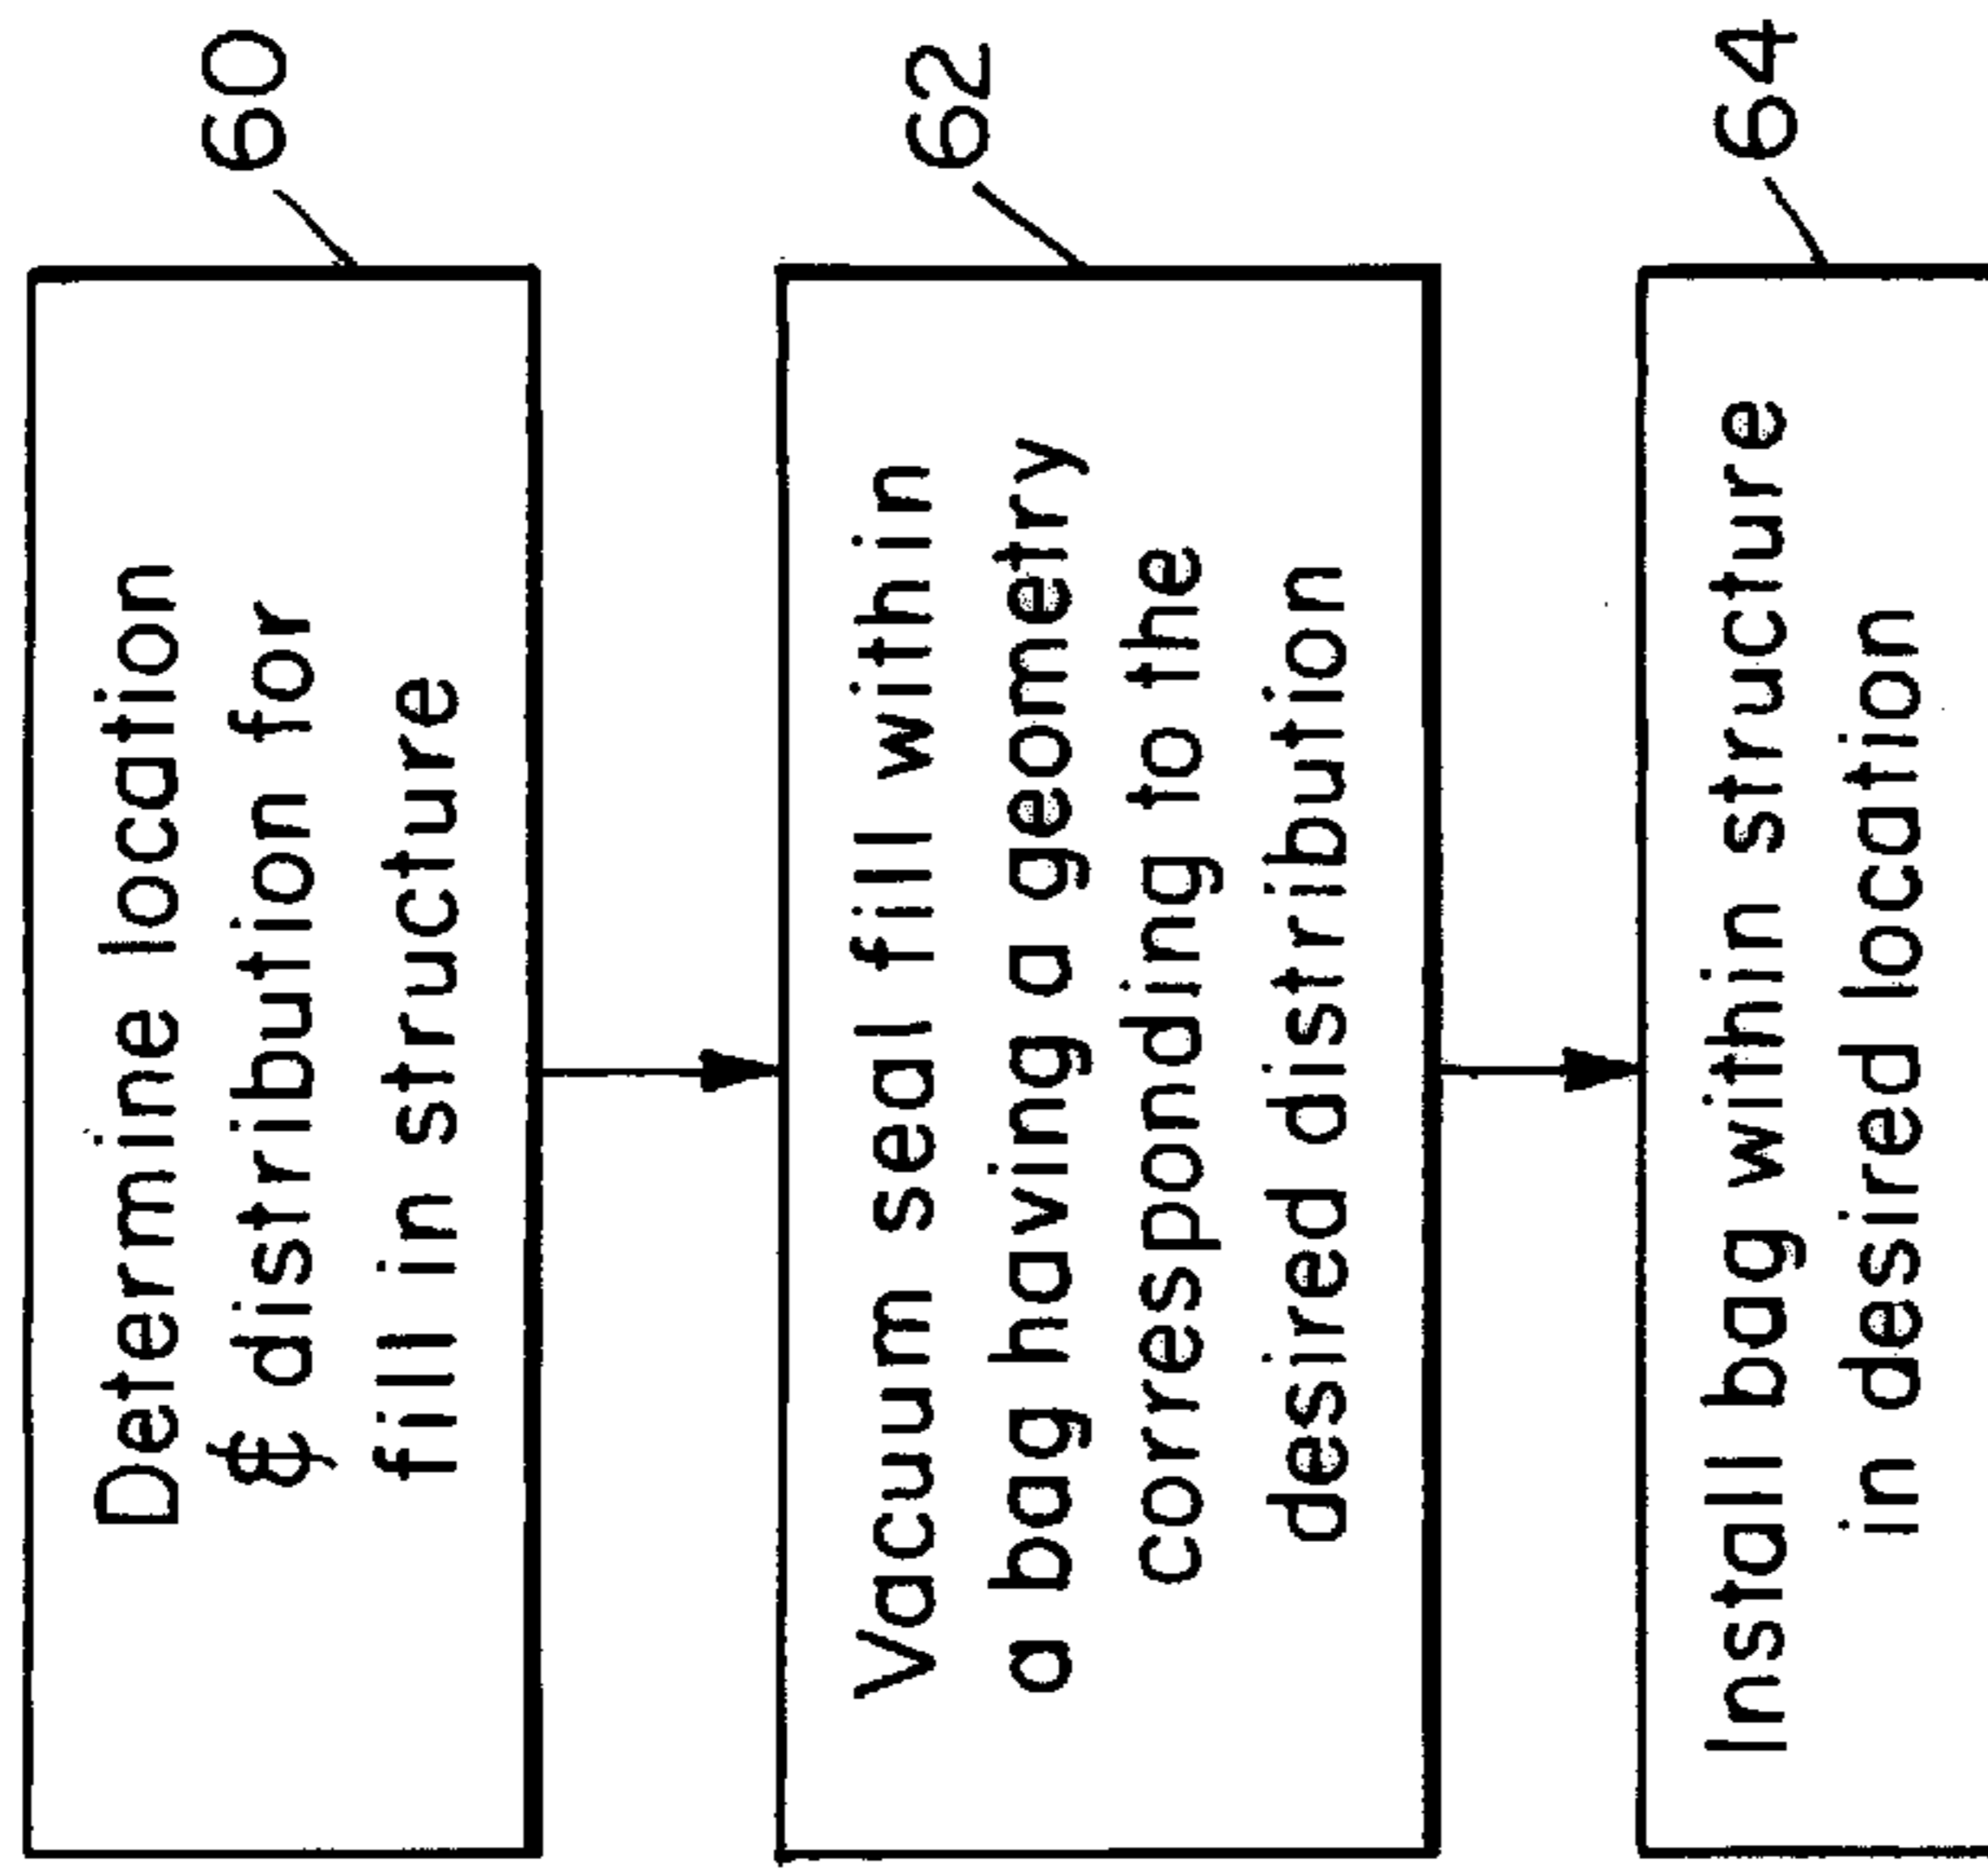 Determine location
& distribution for
fill in structure
60
Vacuum seal fill within
a bag having a geometry
corresponding to the
desired distribution
62
Install bag within structure
in desired location
64